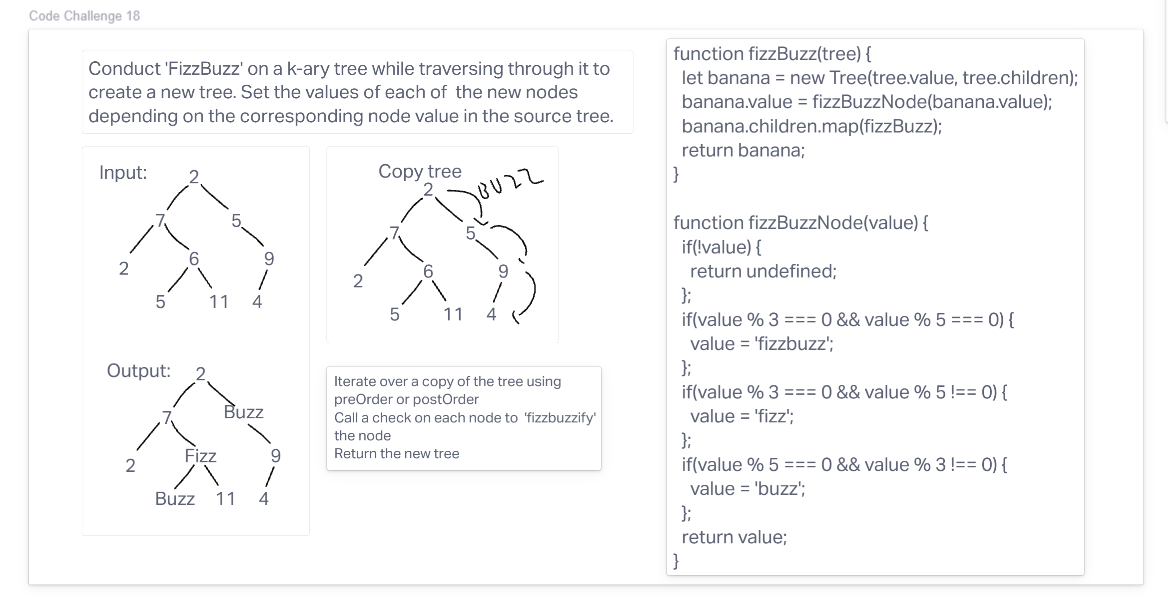 Code Challenge 18
Conduct 'FizzBuzz' on a k-ary tree while traversing through it to
create a new tree. Set the values of each of the new nodes
depending on the corresponding node value in the source tree.
Input:
2
7 5
2 6 9
5 11 4
Copy tree
2 BUZZ
7 5
2 6 9
5 11 4
Output:
2
7 Buzz
2 Fizz 9
Buzz 11 4
Iterate over a copy of the tree using
preOrder or postOrder
Call a check on each node to 'fizzbuzzify'
the node
Return the new tree
function fizzBuzz(tree) {
let banana = new Tree(tree.value, tree.children);
banana.value = fizzBuzzNode(banana.value);
banana.children.map(fizzBuzz);
return banana;
}
function fizzBuzzNode(value) {
if(!value) {
return undefined;
};
if(value % 3 === 0 && value % 5 === 0) {
value = 'fizzbuzz';
};
if(value % 3 === 0 && value % 5 !== 0) {
value = 'fizz';
};
if(value % 5 === 0 && value % 3 !== 0) {
value = 'buzz';
};
return value;
}